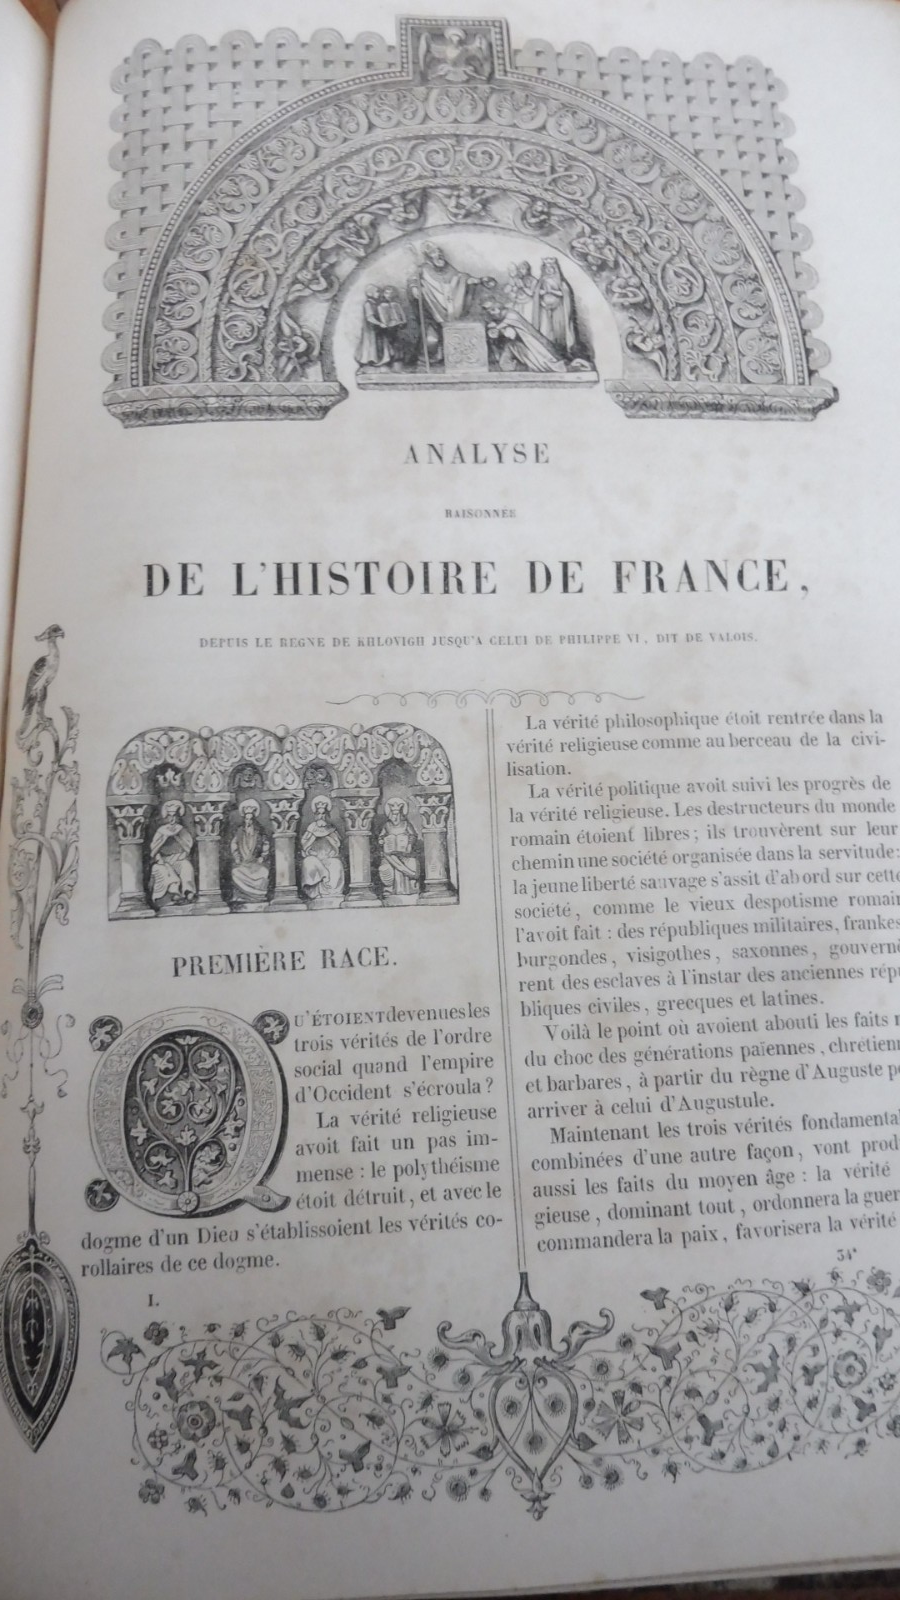 ANALYSE
RAISONNÉE
DE L'HISTOIRE DE FRANCE,
DEPUIS LE REGNE DE KHLOVIGH JUSQU'A CELUI DE PHILIPPE VI, DIT DE VALOIS.
PREMIÈRE RACE.
QU'ÉTOIENT devenues les
trois vérités de l'ordre
social quand l'empire
d'Occident s'écroula?
La vérité religieuse
avoit fait un pas im-
mense : le polythéisme
étoit détruit, et avec le
dogme d'un Dieu s'établissoient les vérités co-
rollaires de ce dogme.
I.
La vérité philosophique étoit rentrée dans la
vérité religieuse comme au berceau de la civi-
lisation.
La vérité politique avoit suivi les progrès de
la vérité religieuse. Les destructeurs du monde
romain étoient libres; ils trouvèrent sur leur
chemin une société organisée dans la servitude:
la jeune liberté sauvage s'assit d'abord sur cette
société, comme le vieux despotisme romain
l'avoit fait : des républiques militaires, frankes
burgondes, visigothes, saxonnes, gouvernè
rent des esclaves à l'instar des anciennes répu
bliques civiles, grecques et latines.
Voilà le point où avoient abouti les faits
du choc des générations païennes, chrétienn
et barbares, à partir du règne d'Auguste p
arriver à celui d'Augustule.
Maintenant les trois vérités fondamenta
combinées d'une autre façon, vont prod
aussi les faits du moyen âge : la vérité
gieuse, dominant tout, ordonnera la guer
commandera la paix, favorisera la vérité
34*